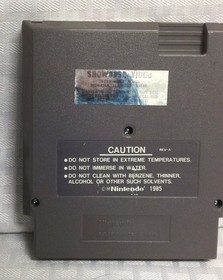 SHOWCASE VIDEO
CAUTION
REV-A
•DO NOT STORE IN EXTREME TEMPERATURES.
•DO NOT IMMERSE IN WATER.
•DO NOT CLEAN WITH BENZENE, THINNER,
ALCOHOL OR OTHER SUCH SOLVENTS.
©Nintendo 1985